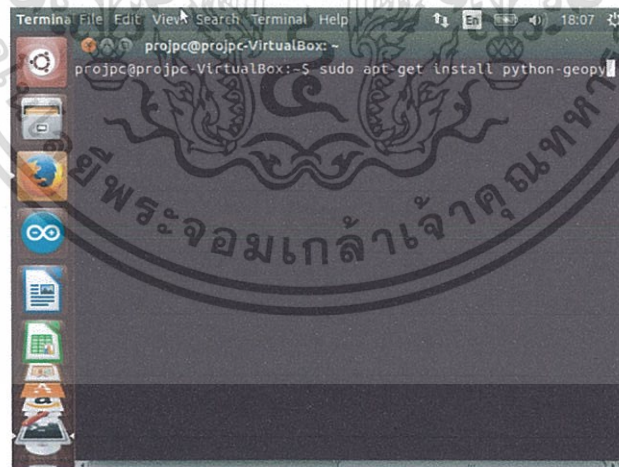 Terminal File Edit View Search Terminal Help En 18:07
projpc@projpc-VirtualBox: ~
projpc@projpc-VirtualBox:~$ sudo apt-get install python-geopy
พระจอมเกล้าเจ้าคุณทหาร